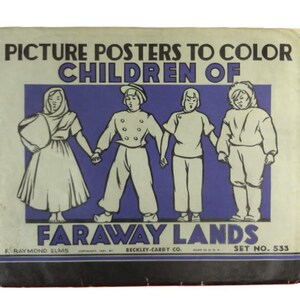 PICTURE POSTERS TO COLOR
CHILDREN OF
FARAWAY LANDS
F. RAYMOND ELMS BECKLEY-CARDY CO. SET NO. 533